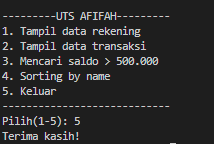 ---------UTS AFIFAH---------
1. Tampil data rekening
2. Tampil data transaksi
3. Mencari saldo > 500.000
4. Sorting by name
5. Keluar
----------------------------
Pilih(1-5): 5
Terima kasih!